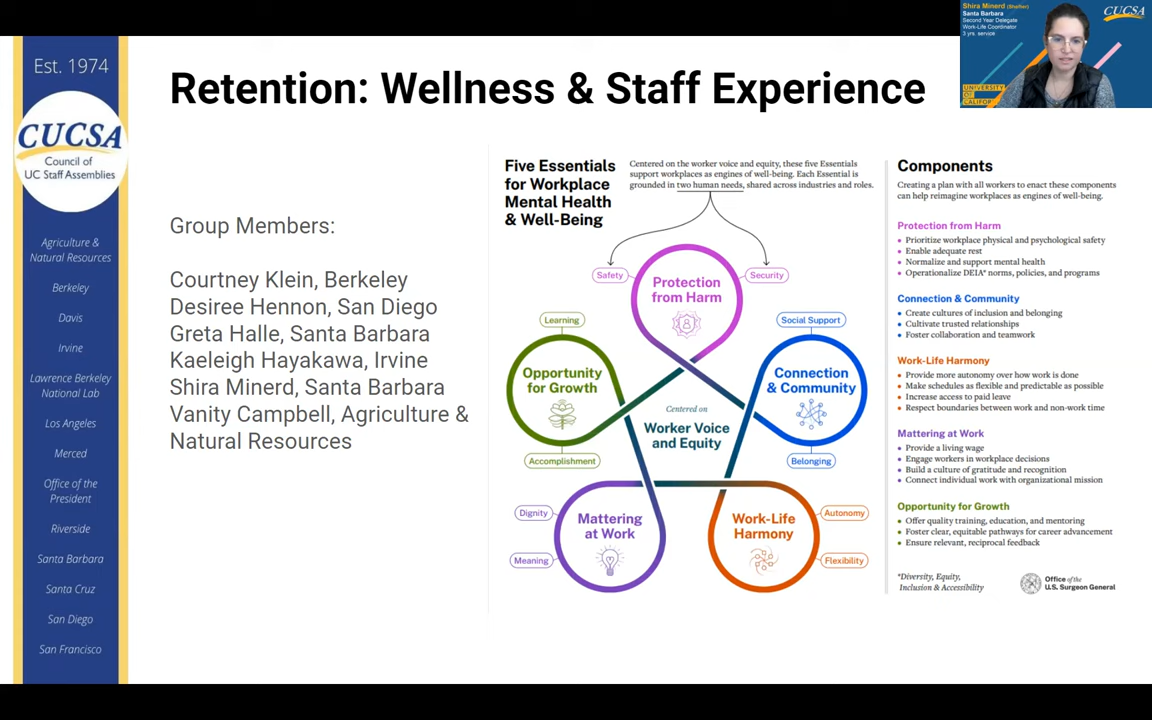 Est. 1974
CUCSA
Council of
UC Staff Assemblies
Agriculture &
Natural Resources
Berkeley
Davis
Irvine
Lawrence Berkeley
National Lab
Los Angeles
Merced
Office of the
President
Riverside
Santa Barbara
Santa Cruz
San Diego
San Francisco
Retention: Wellness & Staff Experience
Group Members:
Courtney Klein, Berkeley
Desiree Hennon, San Diego
Greta Halle, Santa Barbara
Kaeleigh Hayakawa, Irvine
Shira Minerd, Santa Barbara
Vanity Campbell, Agriculture &
Natural Resources
Five Essentials
for Workplace
Mental Health
& Well-Being
Centered on the worker voice and equity, these five Essentials
support workplaces as engines of well-being. Each Essential is
grounded in two human needs, shared across industries and roles.
Safety
Security
Protection
from Harm
Learning
Opportunity
for Growth
Accomplishment
Social Support
Connection
& Community
Belonging
Centered on
Worker Voice
and Equity
Dignity
Meaning
Mattering
at Work
Work-Life
Harmony
Autonomy
Flexibility
Components
Creating a plan with all workers to enact these components
can help reimagine workplaces as engines of well-being.
Protection from Harm
• Prioritize workplace physical and psychological safety
• Enable adequate rest
• Normalize and support mental health
• Operationalize DEIA* norms, policies, and programs
Connection & Community
• Create cultures of inclusion and belonging
• Cultivate trusted relationships
• Foster collaboration and teamwork
Work-Life Harmony
• Provide more autonomy over how work is done
• Make schedules as flexible and predictable as possible
• Increase access to paid leave
• Respect boundaries between work and non-work time
Mattering at Work
• Provide a living wage
• Engage workers in workplace decisions
• Build a culture of gratitude and recognition
• Connect individual work with organizational mission
Opportunity for Growth
• Offer quality training, education, and mentoring
• Foster clear, equitable pathways for career advancement
• Ensure relevant, reciprocal feedback
*Diversity, Equity,
Inclusion & Accessibility
Office of the
U.S. Surgeon General
Shira Minerd (She/Her)
Santa Barbara
Second Year Delegate
Work-Life Coordinator
3 yrs. service
CUCSA
UNIVERSITY
OF
CALIFOR